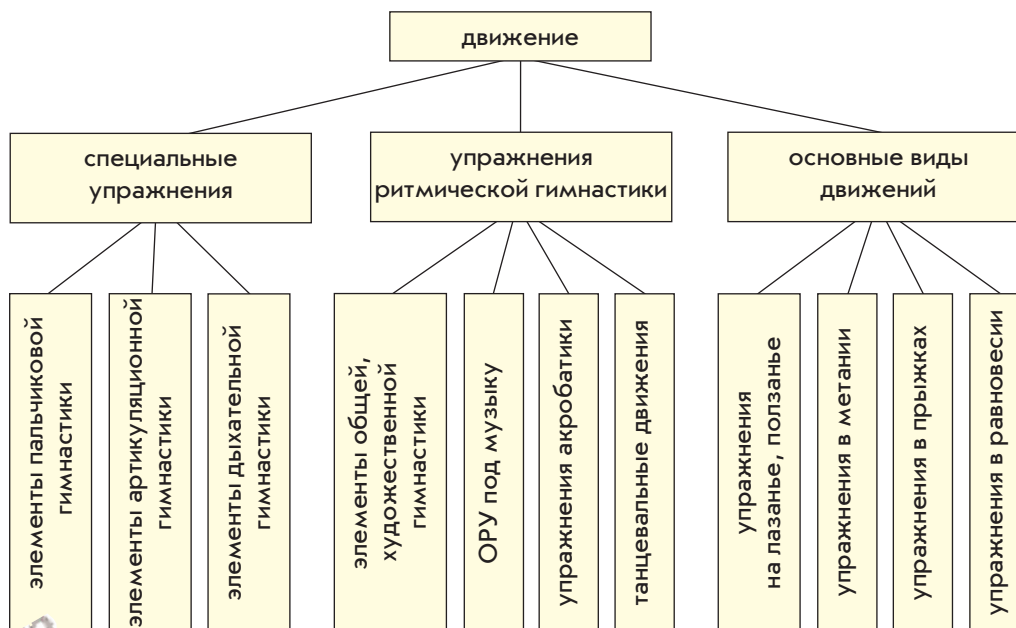 движение
специальные
упражнения
упражнения
ритмической гимнастики
основные виды
движений
элементы пальчиковой
гимнастики
элементы артикуляционной
гимнастики
элементы дыхательной
гимнастики
элементы общей,
художественной
гимнастики
ОРУ под музыку
упражнения акробатики
танцевальные движения
упражнения
на лазанье, ползанье
упражнения в метании
упражнения в прыжках
упражнения в равновесии